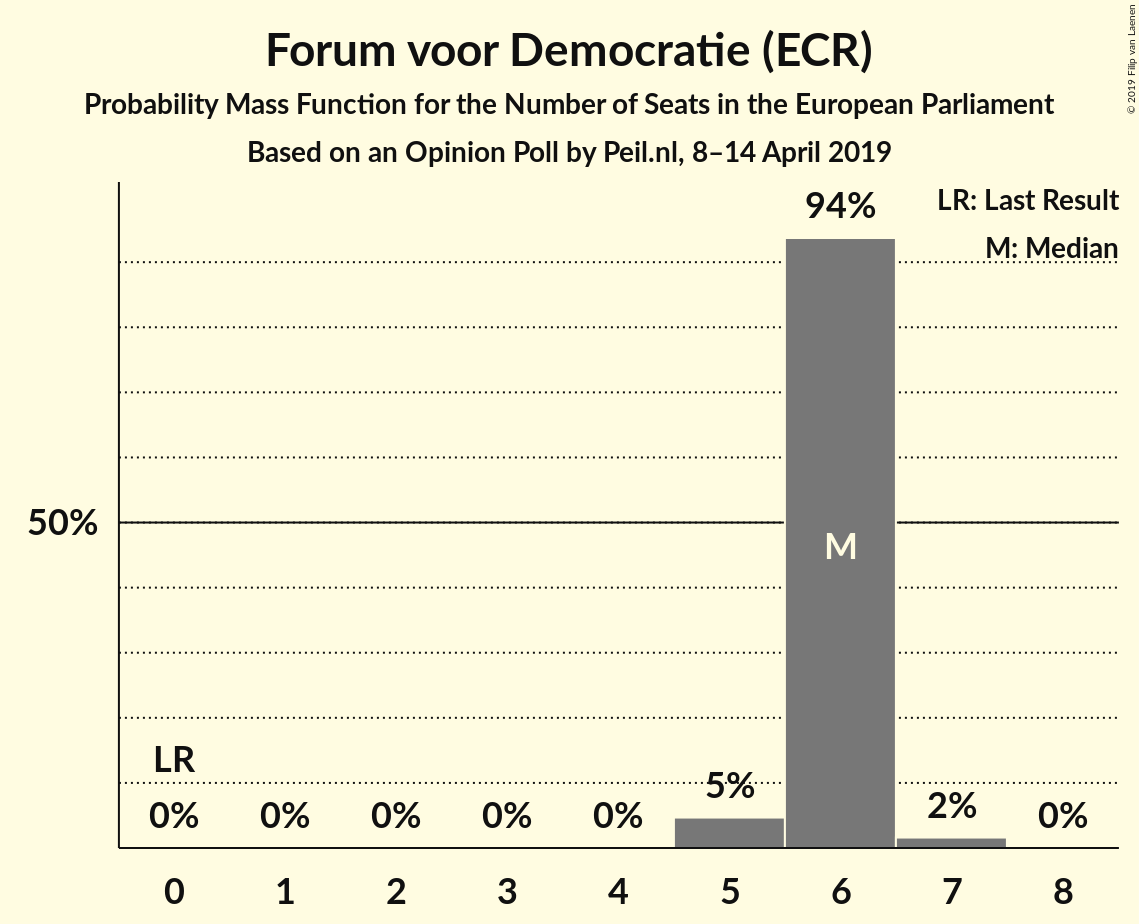 Forum voor Democratie (ECR)
Probability Mass Function for the Number of Seats in the European Parliament
Based on an Opinion Poll by Peil.nl, 8–14 April 2019
© 2019 Filip van Laenen
LR: Last Result
M: Median
94%
50%
M
LR
0% 0% 0% 0% 0% 5% 2% 0%
0 1 2 3 4 5 6 7 8